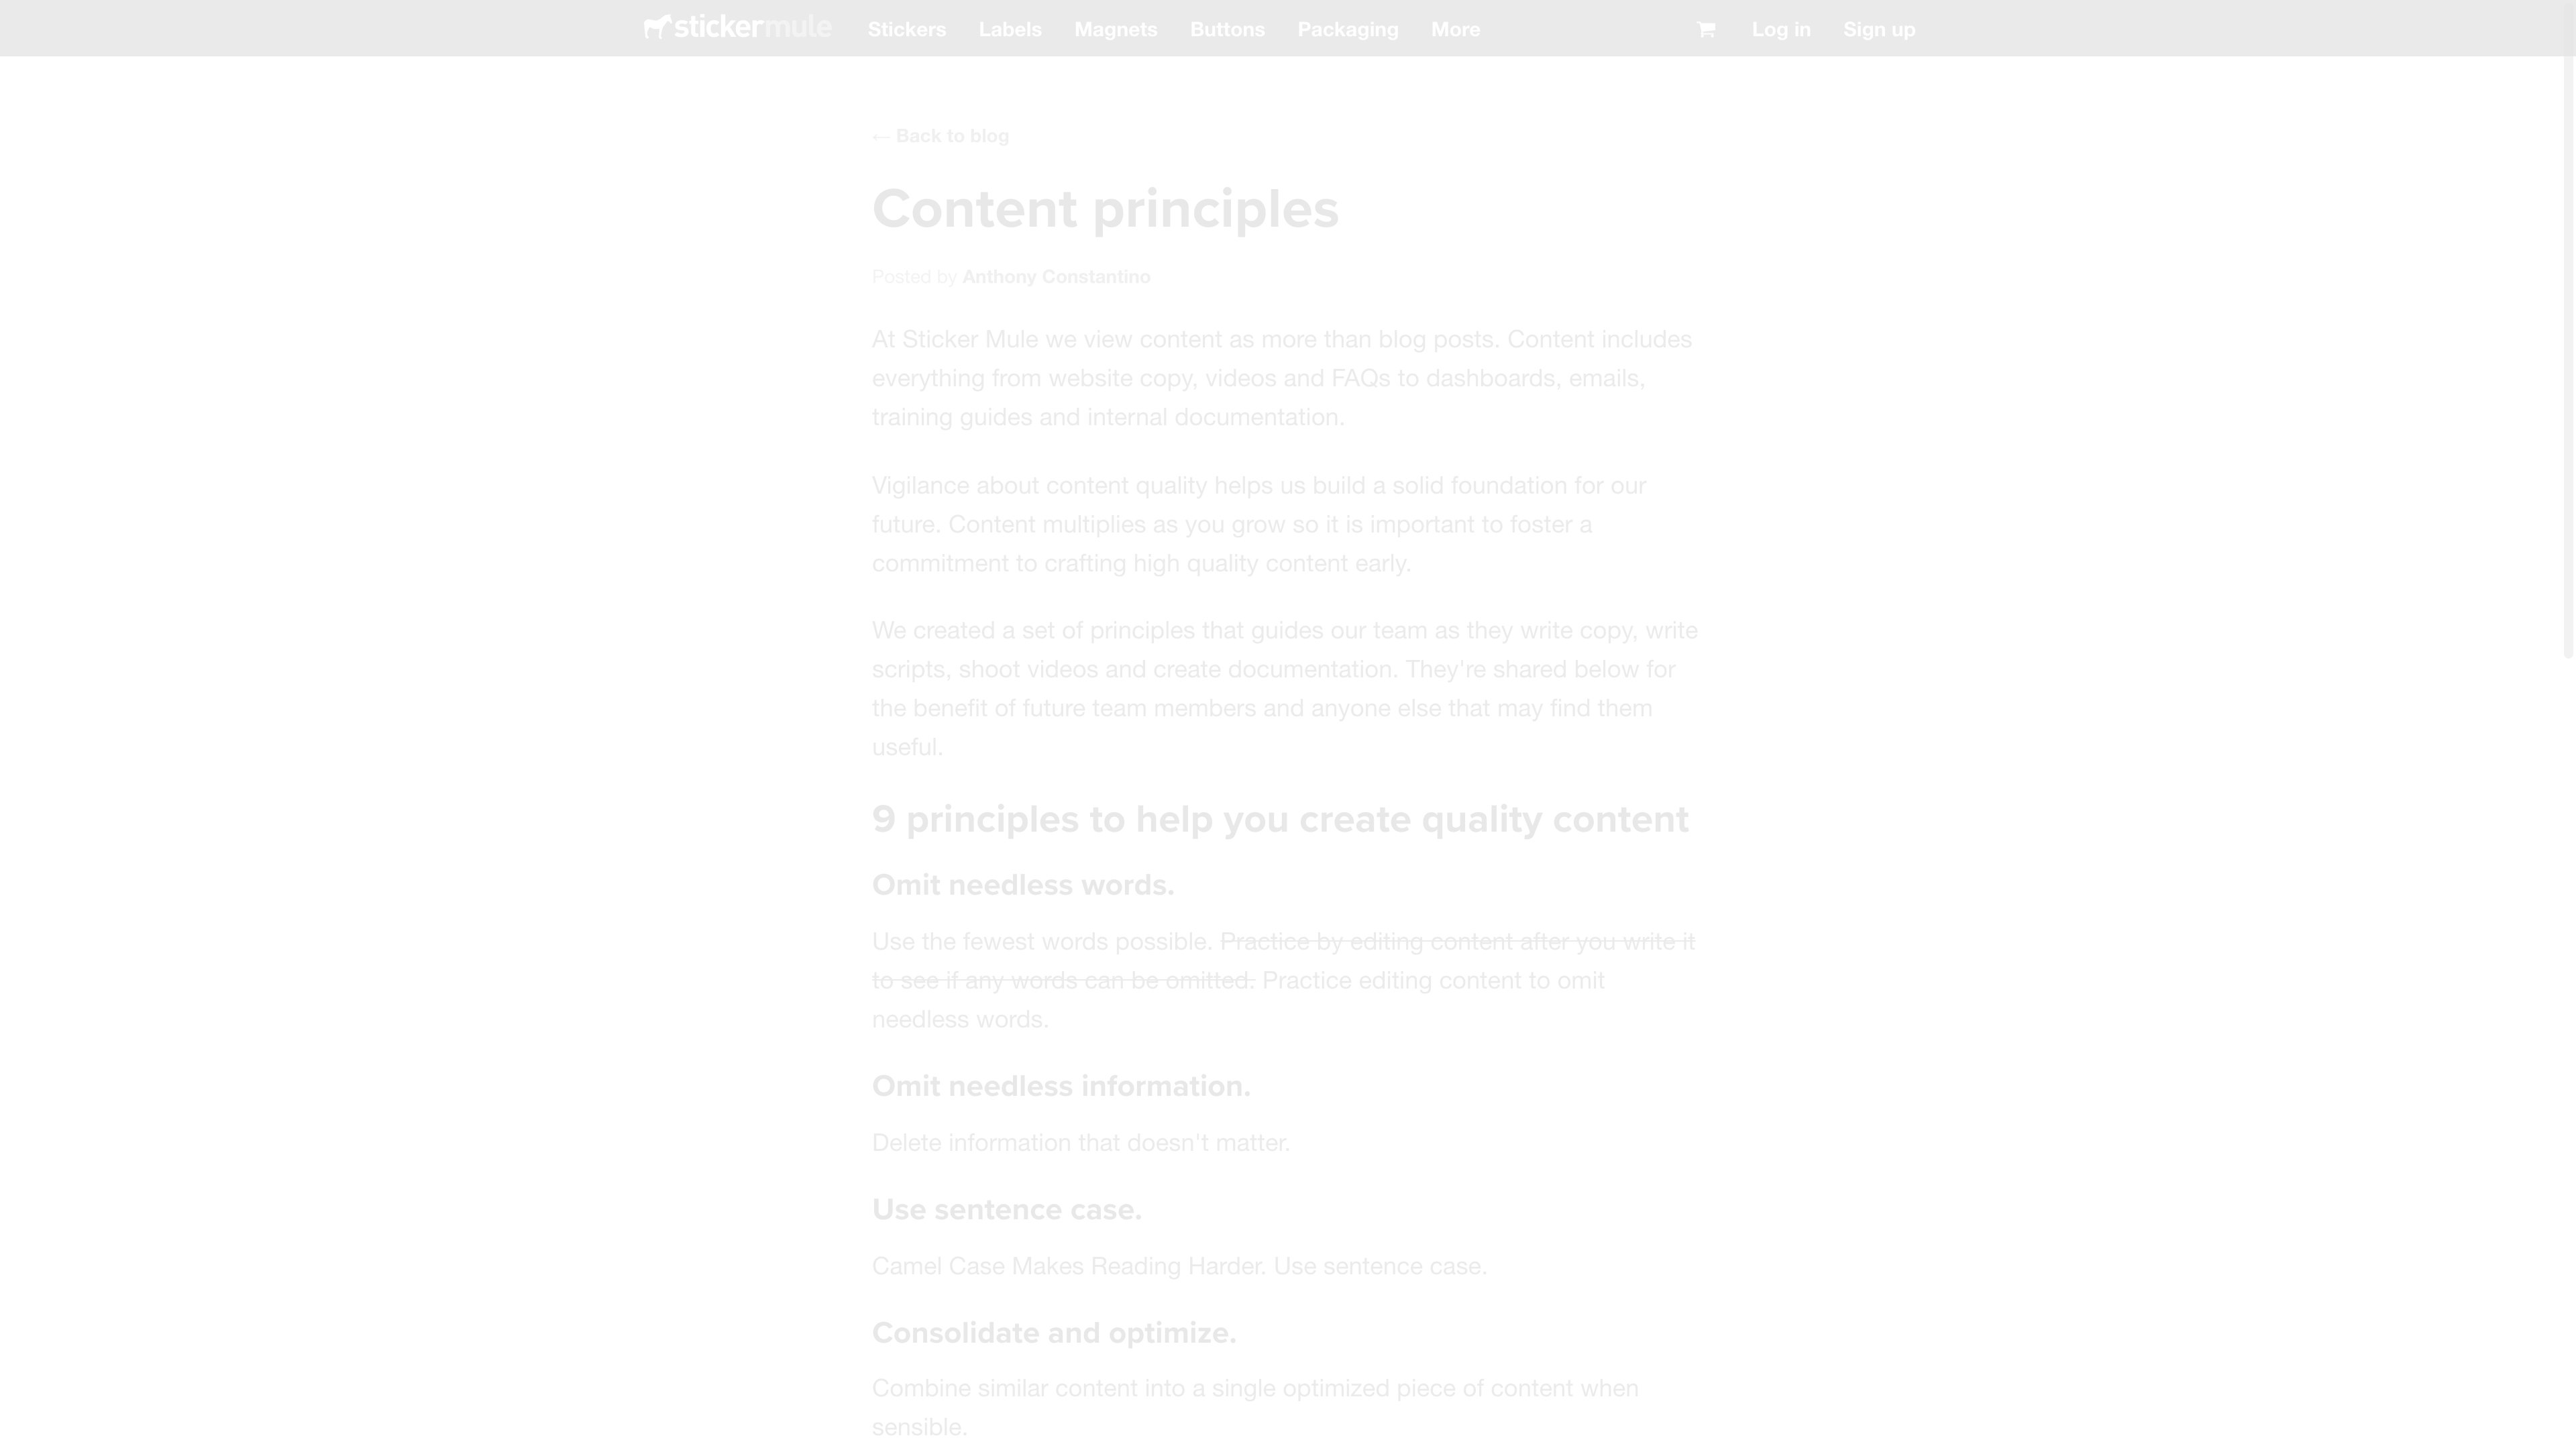 stickermule Stickers Labels Magnets Buttons Packaging More Log in Sign up
← Back to blog
Content principles
Posted by Anthony Constantino
At Sticker Mule we view content as more than blog posts. Content includes
everything from website copy, videos and FAQs to dashboards, emails,
training guides and internal documentation.
Vigilance about content quality helps us build a solid foundation for our
future. Content multiplies as you grow so it is important to foster a
commitment to crafting high quality content early.
We created a set of principles that guides our team as they write copy, write
scripts, shoot videos and create documentation. They're shared below for
the benefit of future team members and anyone else that may find them
useful.
9 principles to help you create quality content
Omit needless words.
Use the fewest words possible. Practice by editing content after you write it
to see if any words can be omitted. Practice editing content to omit
needless words.
Omit needless information.
Delete information that doesn't matter.
Use sentence case.
Camel Case Makes Reading Harder. Use sentence case.
Consolidate and optimize.
Combine similar content into a single optimized piece of content when
sensible.